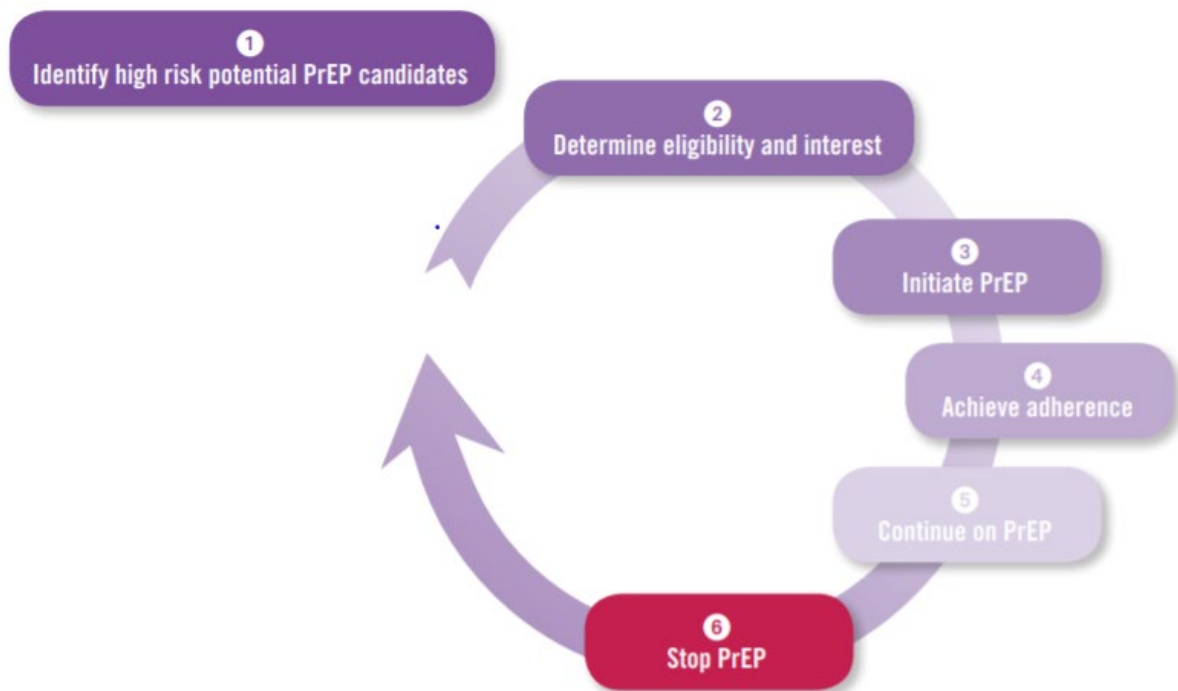 1
Identify high risk potential PrEP candidates
2
Determine eligibility and interest
3
Initiate PrEP
4
Achieve adherence
5
Continue on PrEP
6
Stop PrEP